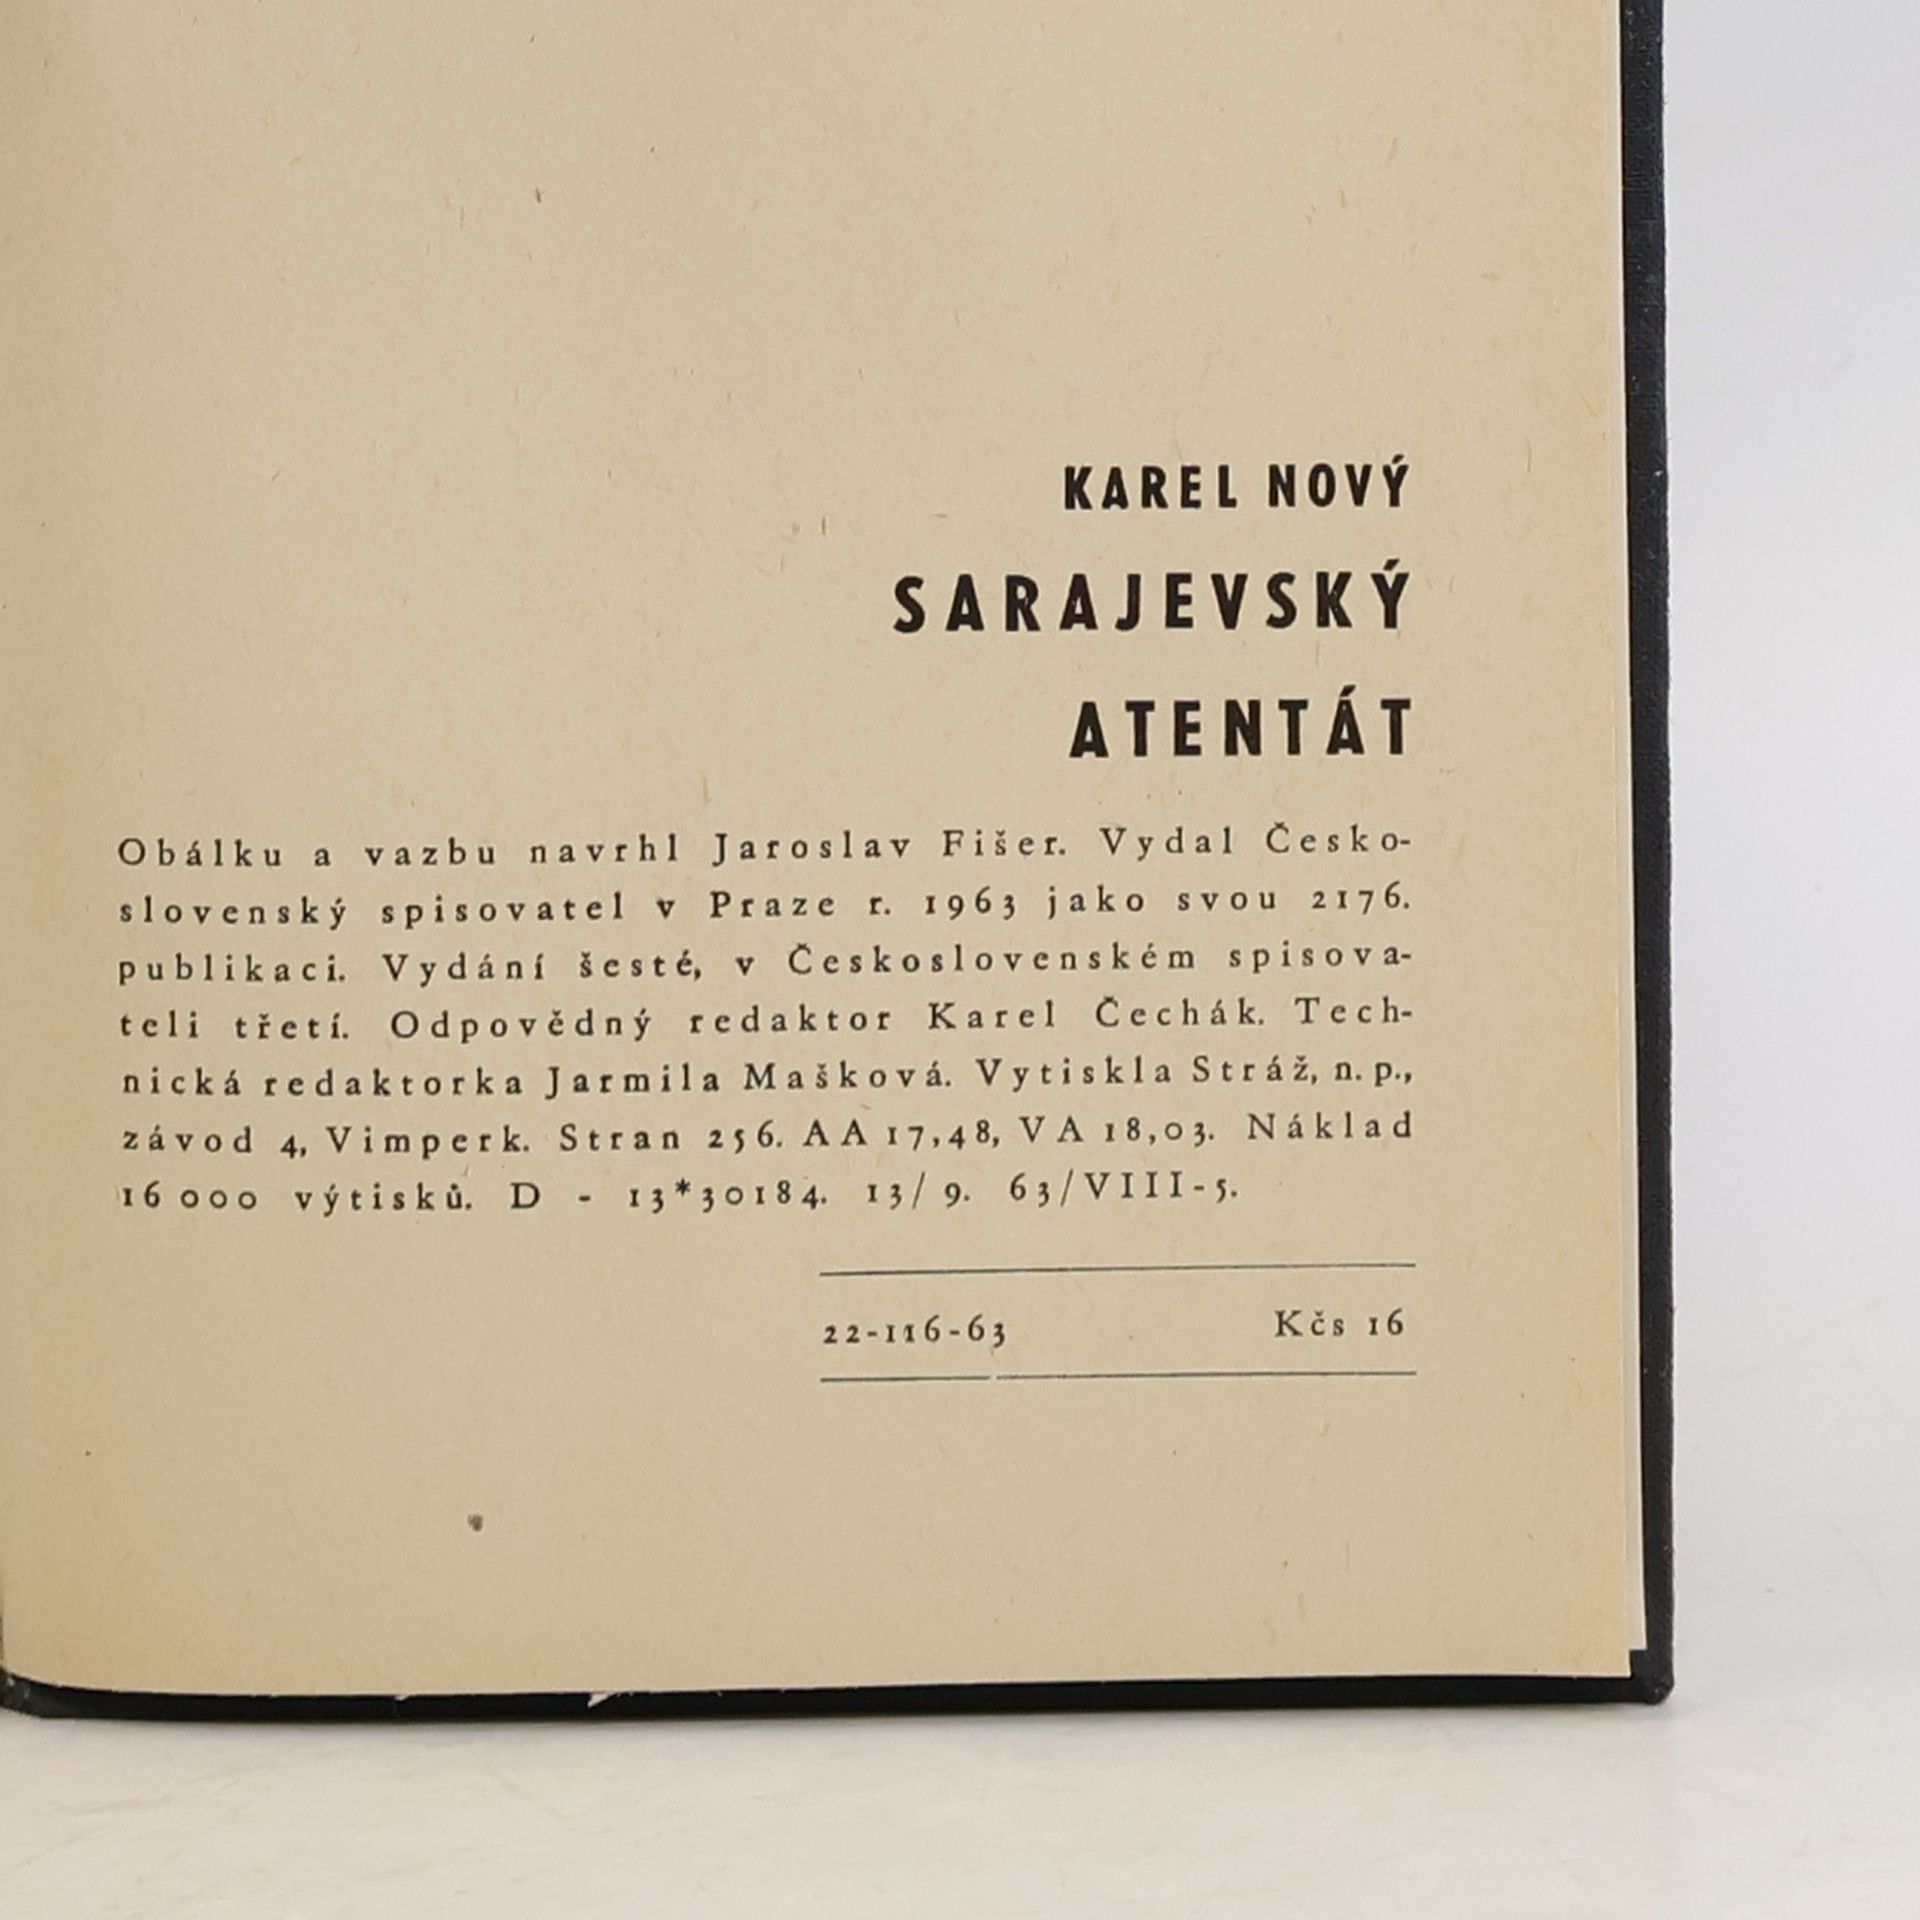 KAREL NOVÝ
SARAJEVSKÝ
ATENTÁT
Obálku a vazbu navrhl Jaroslav Fišer. Vydal Česko-
slovenský spisovatel v Praze r. 1963 jako svou 2176.
publikaci. Vydání šesté, v Československém spisova-
teli třetí. Odpovědný redaktor Karel Čechák. Tech-
nická redaktorka Jarmila Mašková. Vytiskla Stráž, n. p.,
závod 4, Vimperk. Stran 256. AA 17,48, VA 18,03. Náklad
16 000 výtisků. D - 13*30184. 13/ 9. 63/VIII-5.
22-116-63 Kčs 16